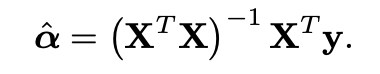 α̂ = (XᵀX)⁻¹ Xᵀy.